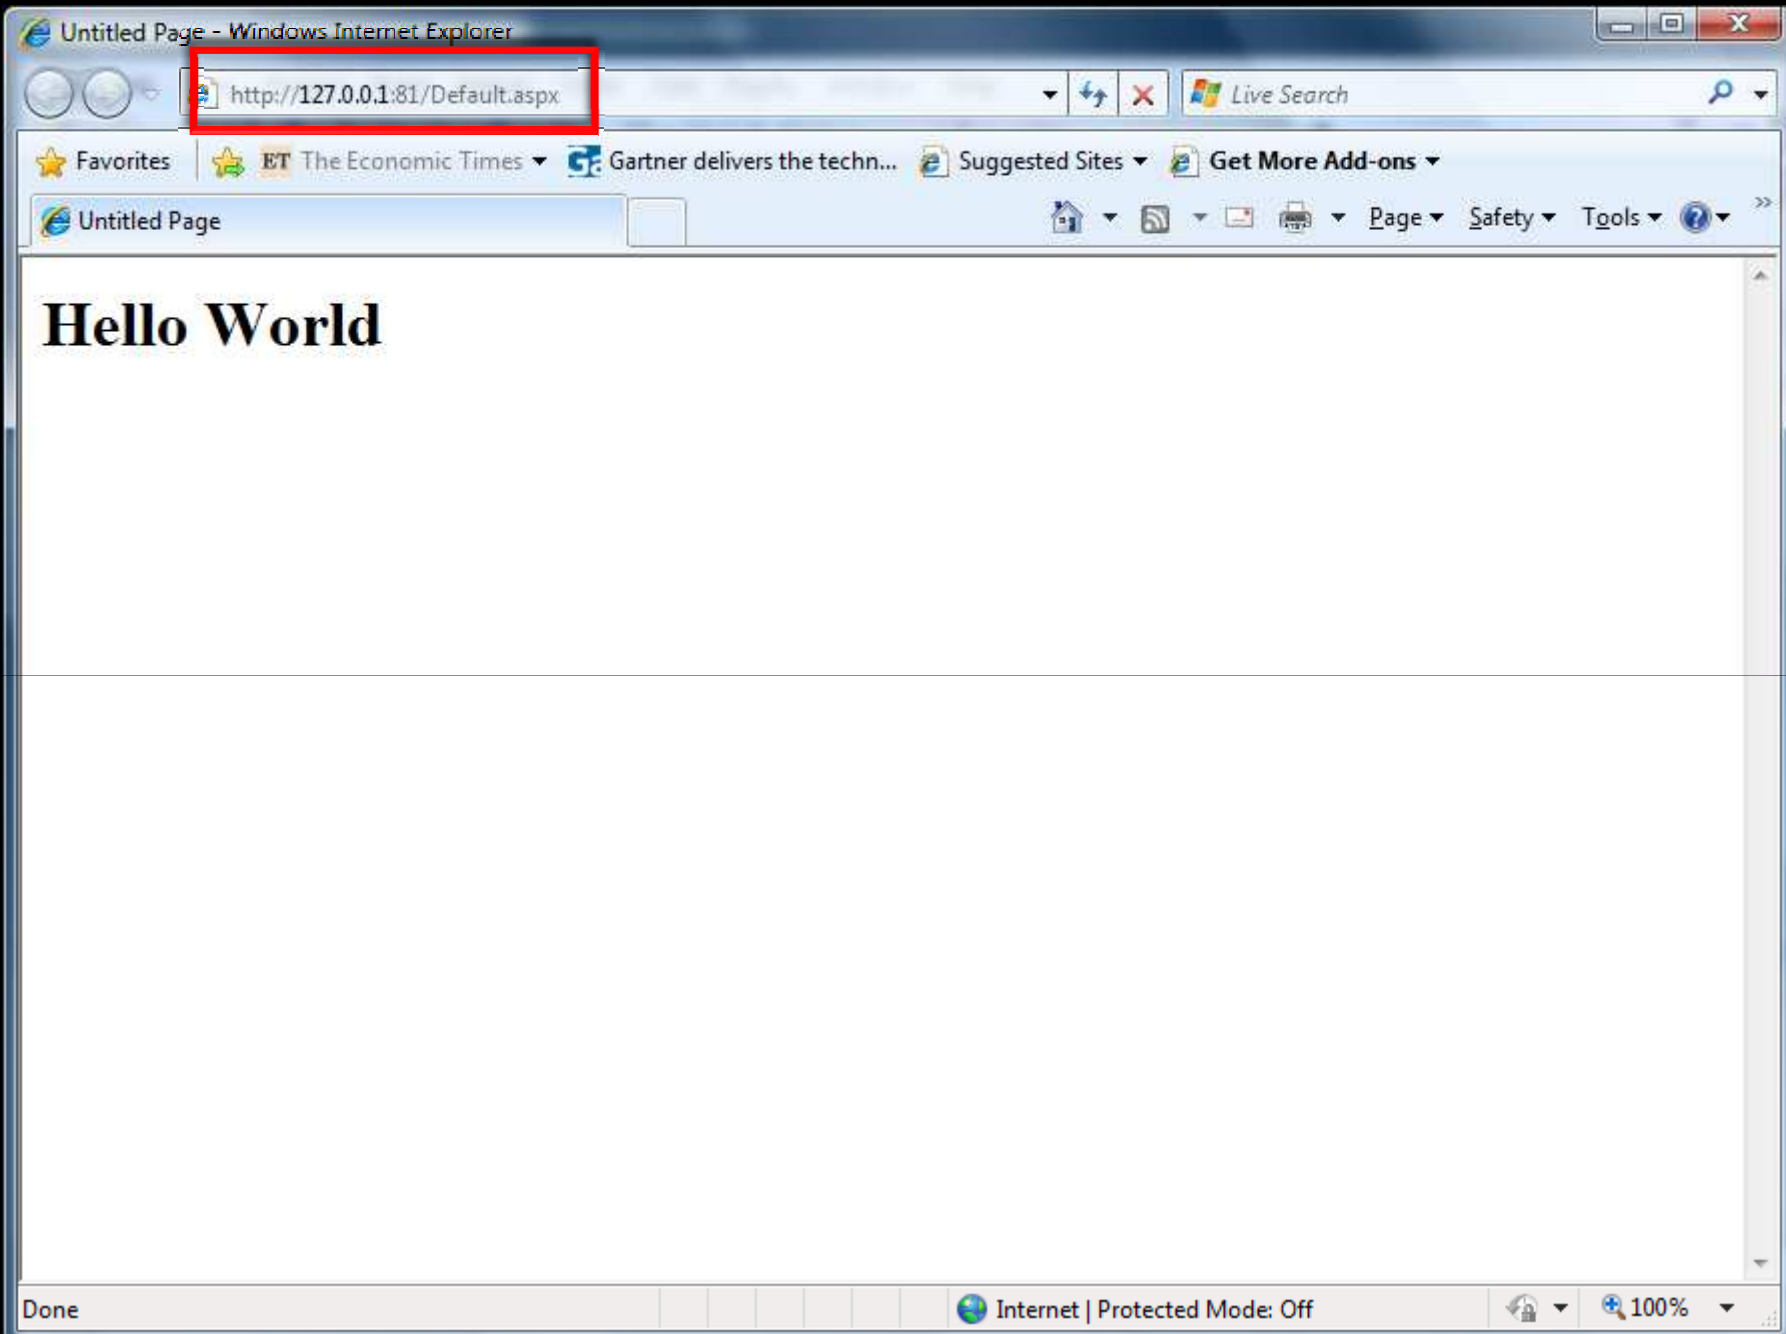 Untitled Page - Windows Internet Explorer
http://127.0.0.1:81/Default.aspx
Live Search
Favorites ET The Economic Times Gartner delivers the techn... Suggested Sites Get More Add-ons
Untitled Page Page Safety Tools
Hello World
Done Internet | Protected Mode: Off 100%